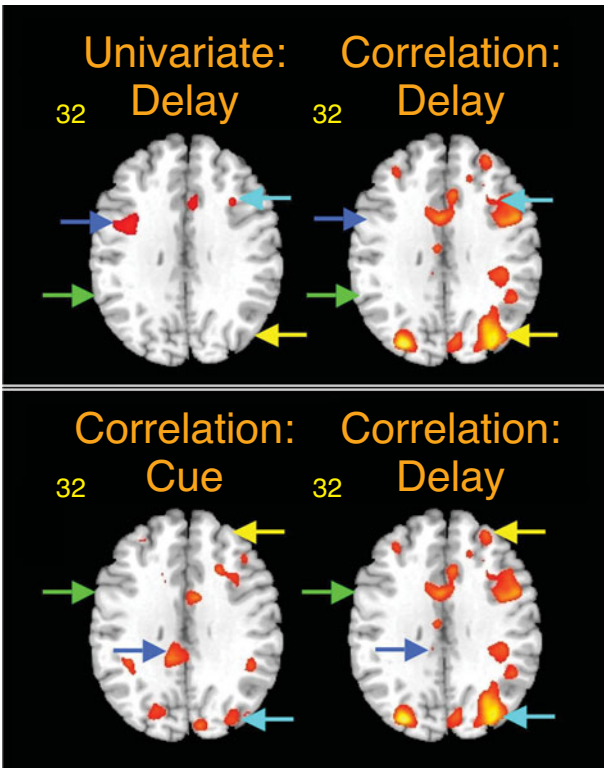 Univariate:
Delay
32
Correlation:
Delay
32
Correlation:
Cue
32
Correlation:
Delay
32